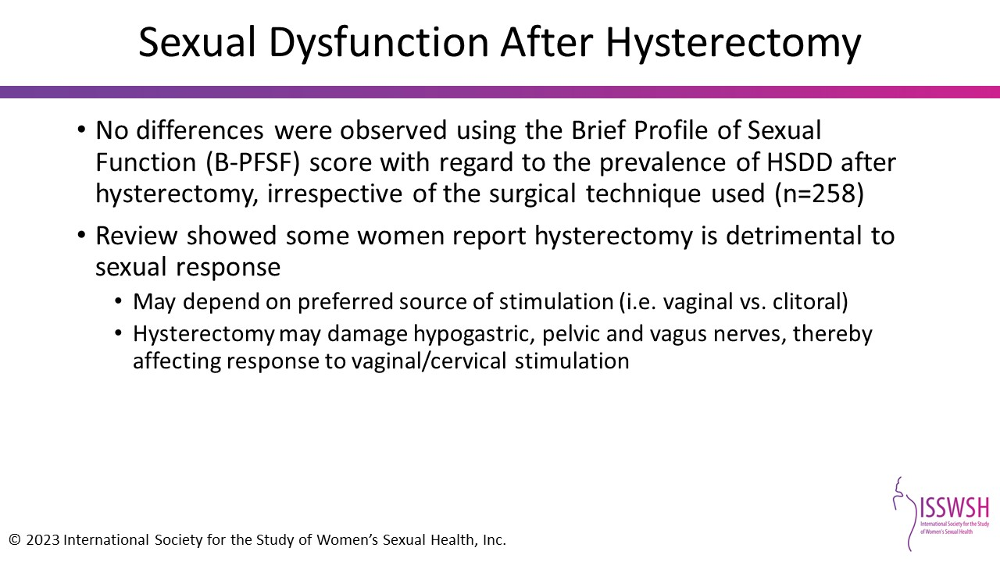 Sexual Dysfunction After Hysterectomy
• No differences were observed using the Brief Profile of Sexual
Function (B-PFSF) score with regard to the prevalence of HSDD after
hysterectomy, irrespective of the surgical technique used (n=258)
• Review showed some women report hysterectomy is detrimental to
sexual response
• May depend on preferred source of stimulation (i.e. vaginal vs. clitoral)
• Hysterectomy may damage hypogastric, pelvic and vagus nerves, thereby
affecting response to vaginal/cervical stimulation
ISSWSH
International Society for the Study
of Women's Sexual Health
© 2023 International Society for the Study of Women’s Sexual Health, Inc.